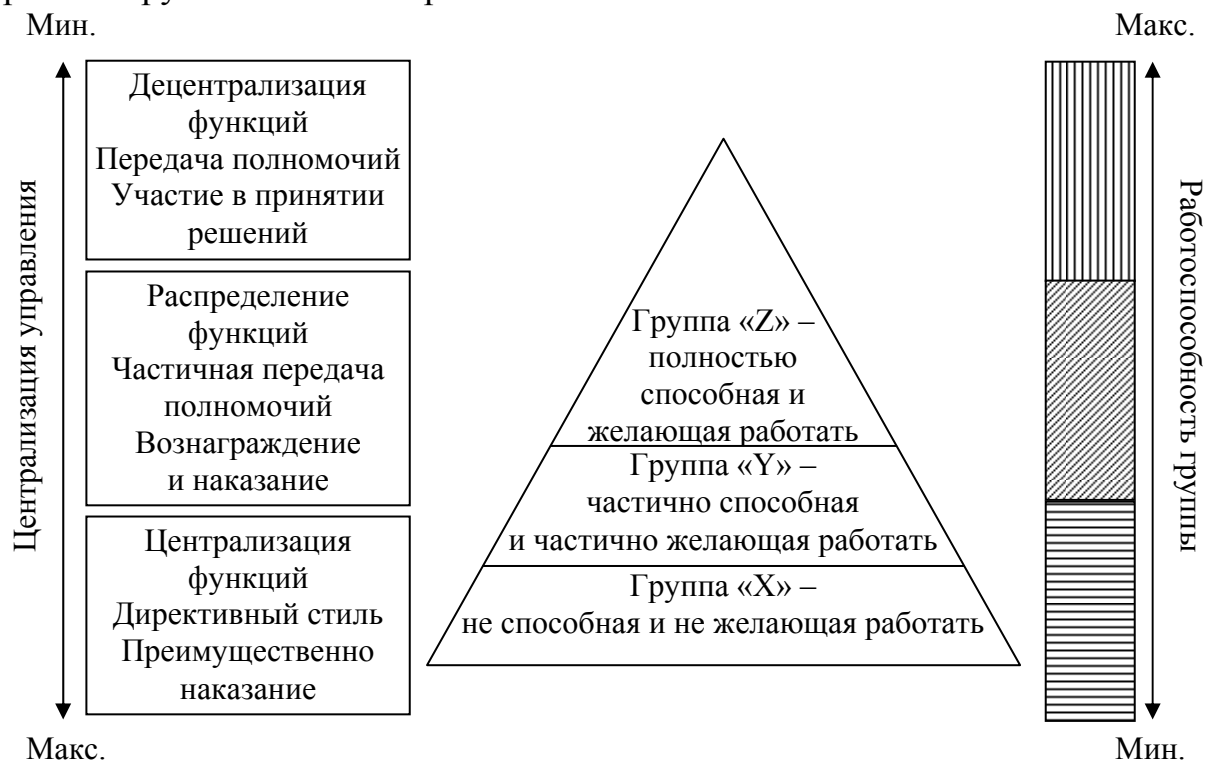 Мин.
Макс.
Централизация управления
Децентрализация
функций
Передача полномочий
Участие в принятии
решений
Распределение
функций
Частичная передача
полномочий
Вознаграждение
и наказание
Централизация
функций
Директивный стиль
Преимущественно
наказание
Группа «Z» –
полностью
способная и
желающая работать
Группа «Y» –
частично способная
и частично желающая работать
Группа «X» –
не способная и не желающая работать
Работоспособность группы
Макс.
Мин.